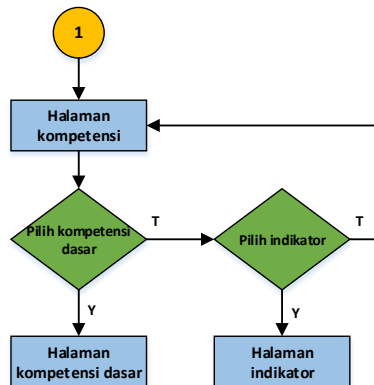 1
Halaman
kompetensi
Pilih kompetensi
dasar
T
Pilih indikator
T
Y
Y
Halaman
kompetensi dasar
Halaman
indikator